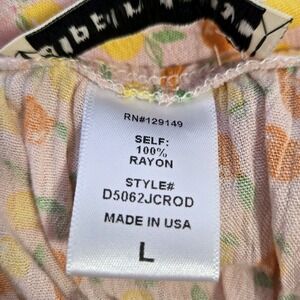 RN#129149
SELF:
100%
RAYON
STYLE#
D5062JCROD
MADE IN USA
L